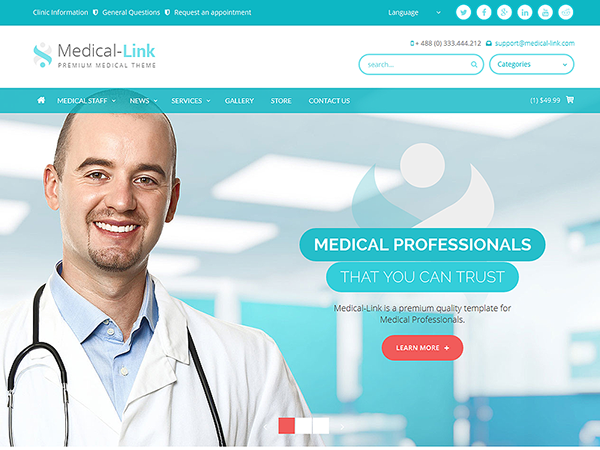 Clinic Information General Questions Request an appointment Language
Medical-Link
PREMIUM MEDICAL THEME
+ 488 (0) 333.444.212 support@medical-link.com
search... Categories
MEDICAL STAFF NEWS SERVICES GALLERY STORE CONTACT US (1) $49.99
MEDICAL PROFESSIONALS
THAT YOU CAN TRUST
Medical-Link is a premium quality template for
Medical Professionals.
LEARN MORE +